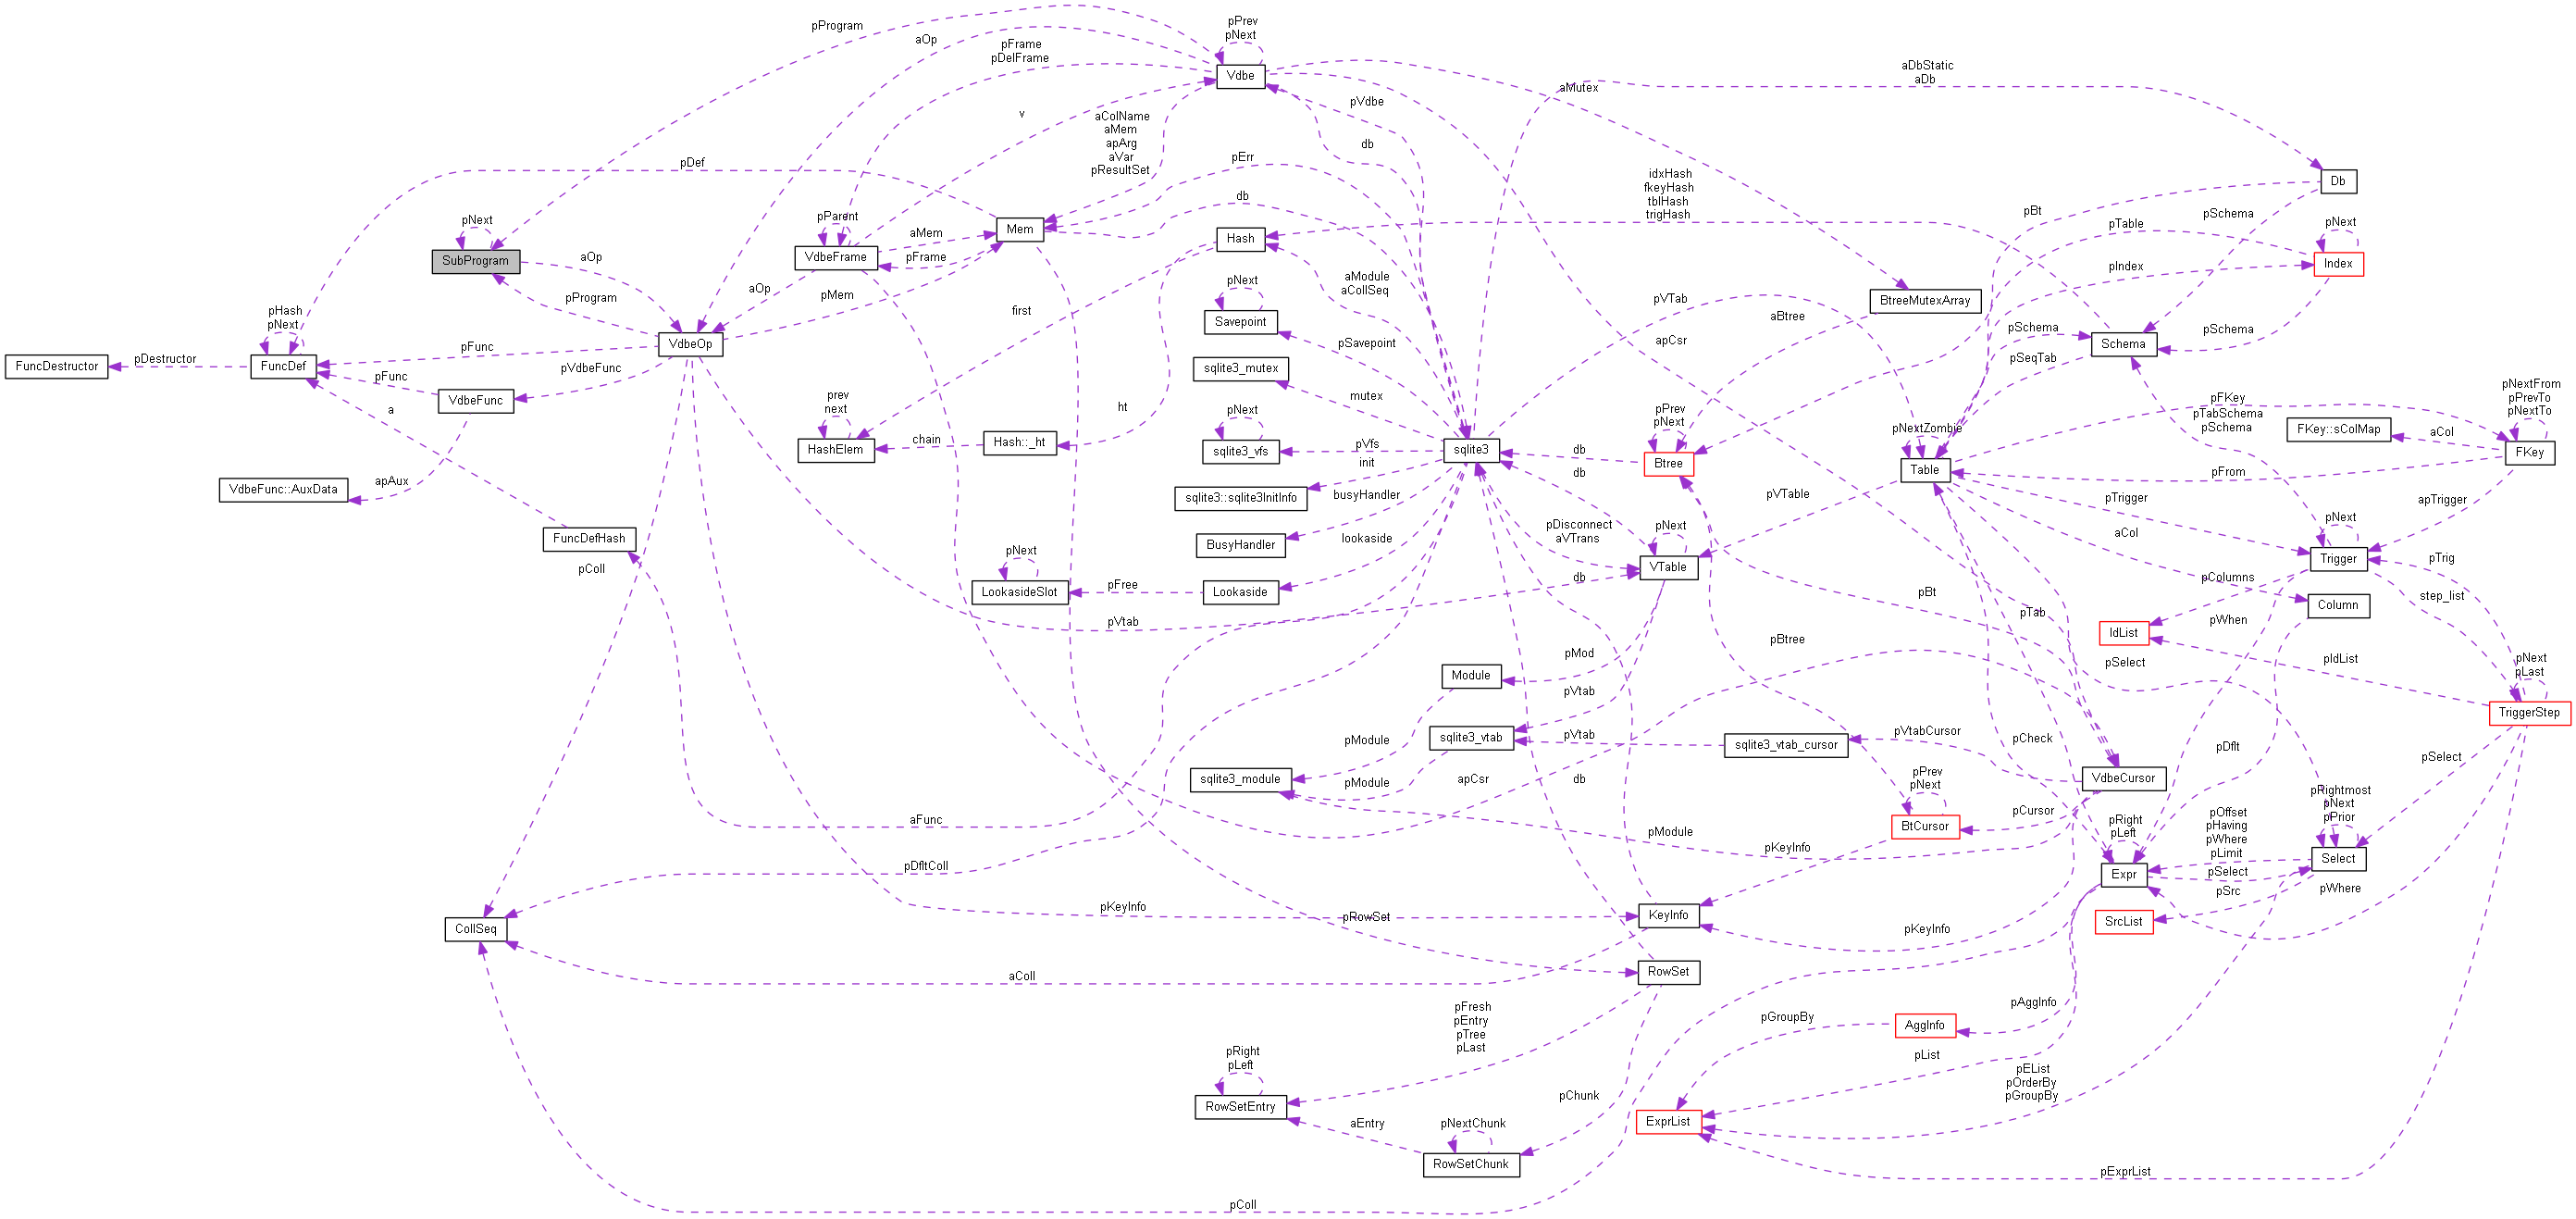 pPrev
pNext
pProgram
aOp
pFrame
pDelFrame
Vdbe
aDbStatic
aDb
aMutex
pVdbe
v
aColName
aMem
apArg
aVar
pResultSet
db
pDef
pErr
idxHash
fkeyHash
tblHash
trigHash
Db
pNext
pParent
db
pBt
pSchema
pTable
pNext
SubProgram
aOp
VdbeFrame
aMem
pFrame
Mem
Hash
pIndex
Index
pProgram
aOp
pMem
aModule
aCollSeq
pNext
Savepoint
BtreeMutexArray
pVTab
pHash
pNext
VdbeOp
first
pSavepoint
aBtree
apCsr
pSchema
pSeqTab
Schema
pSchema
FuncDestructor
pDestructor
FuncDef
pFunc
pVdbeFunc
sqlite3_mutex
mutex
pFunc
VdbeFunc
a
prev
next
ht
pNext
pPrev
pNext
pNextZombie
pFKey
pTabSchema
pSchema
pNextFrom
pPrevTo
pNextTo
FKey::sColMap
aCol
FKey
HashElem
chain
Hash::_ht
sqlite3_vfs
pVfs
sqlite3
db
Btree
Table
pFrom
init
db
VdbeFunc::AuxData
apAux
sqlite3::sqlite3InitInfo
busyHandler
pVTable
pTrigger
apTrigger
FuncDefHash
BusyHandler
pDisconnect
aVTrans
pNext
aCol
pNext
Trigger
pTrig
pColl
pNext
lookaside
VTable
db
pColumns
step_list
LookasideSlot
pFree
Lookaside
pBt
Column
pVtab
pTab
pWhen
IdList
pBtree
pMod
pSelect
pIdList
pNext
pLast
Module
pVtab
TriggerStep
sqlite3_vtab
pVtab
sqlite3_vtab_cursor
pVtabCursor
pCheck
pDflt
pSelect
pModule
sqlite3_module
pModule
apCsr
db
pPrev
pNext
VdbeCursor
pRightmost
pNext
pPrior
aFunc
pModule
pKeyInfo
BtCursor
pCursor
pRight
pLeft
pOffset
pHaving
pWhere
pLimit
Select
pDfltColl
Expr
pSelect
pSrc
pWhere
pKeyInfo
pRowSet
KeyInfo
SrcList
CollSeq
pKeyInfo
aColl
RowSet
pFresh
pEntry
pTree
pLast
pAggInfo
pGroupBy
AggInfo
pRight
pLeft
pList
RowSetEntry
pChunk
pEList
pOrderBy
pGroupBy
aEntry
pNextChunk
ExprList
RowSetChunk
pExprList
pColl